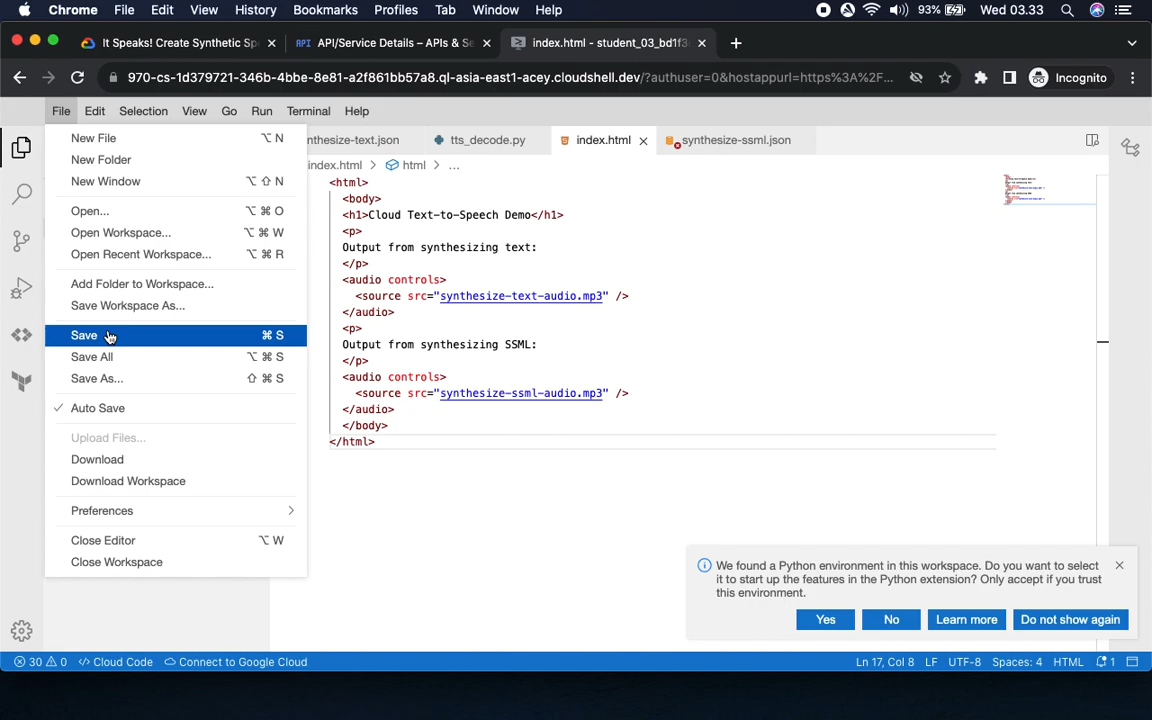 Chrome File Edit View History Bookmarks Profiles Tab Window Help 93% Wed 03.33
It Speaks! Create Synthetic Sp × API API/Service Details – APIs & Se × index.html - student_03_bd1f3 ×
970-cs-1d379721-346b-4bbe-8e81-a2f861bb57a8.ql-asia-east1-acey.cloudshell.dev/?authuser=0&hostappurl=https%3A%2F... Incognito
File Edit Selection View Go Run Terminal Help
New File ⌥ N
New Folder
New Window ⌥ ⇧ N
Open... ⌥ ⌘ O
Open Workspace... ⌥ ⌘ W
Open Recent Workspace... ⌥ ⌘ R
Add Folder to Workspace...
Save Workspace As...
Save ⌘ S
Save All ⌥ ⌘ S
Save As... ⇧ ⌘ S
✓ Auto Save
Upload Files...
Download
Download Workspace
Preferences >
Close Editor ⌥ W
Close Workspace
nthesize-text.json tts_decode.py index.html × synthesize-ssml.json
index.html > html > ...
<html>
<body>
<h1>Cloud Text-to-Speech Demo</h1>
<p>
Output from synthesizing text:
</p>
<audio controls>
<source src="synthesize-text-audio.mp3" />
</audio>
<p>
Output from synthesizing SSML:
</p>
<audio controls>
<source src="synthesize-ssml-audio.mp3" />
</audio>
</body>
</html>
We found a Python environment in this workspace. Do you want to select
it to start up the features in the Python extension? Only accept if you trust
this environment.
Yes No Learn more Do not show again
30 0 </> Cloud Code Connect to Google Cloud Ln 17, Col 8 LF UTF-8 Spaces: 4 HTML 1